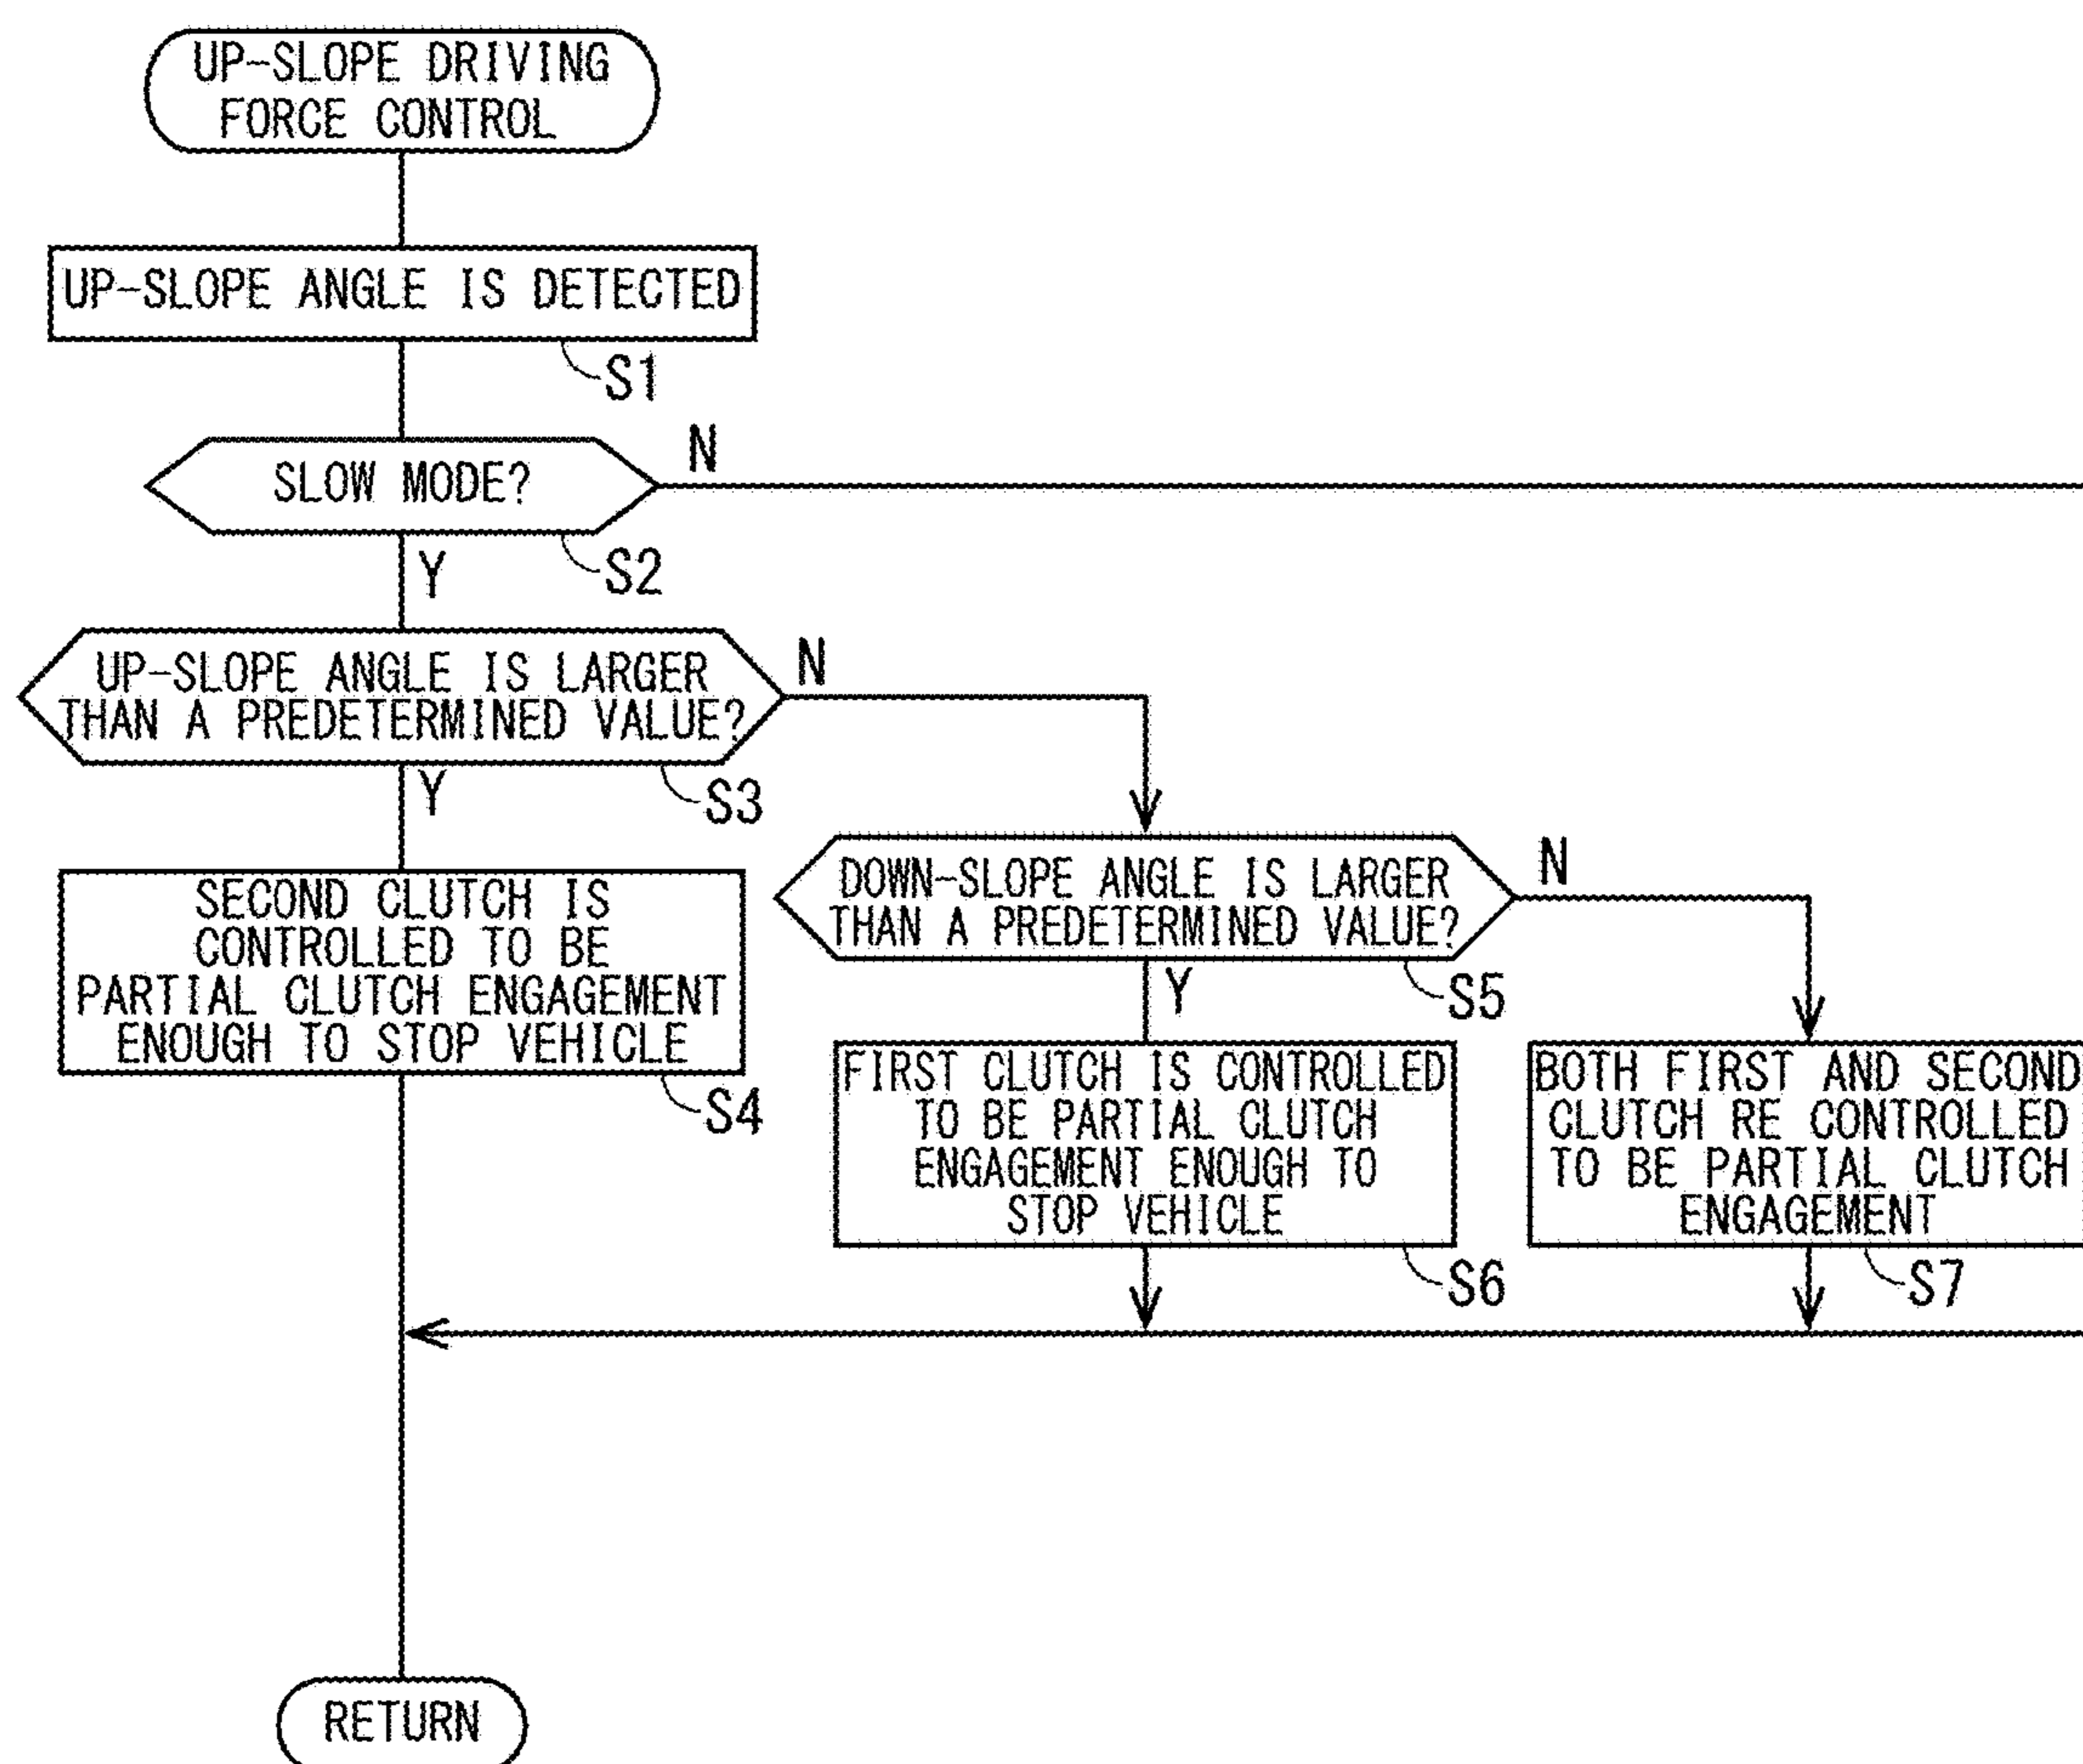 UP-SLOPE DRIVING
FORCE CONTROL
UP-SLOPE ANGLE IS DETECTED
S1
SLOW MODE?
N
S2
Y
UP-SLOPE ANGLE IS LARGER
THAN A PREDETERMINED VALUE?
N
S3
Y
SECOND CLUTCH IS
CONTROLLED TO BE
PARTIAL CLUTCH ENGAGEMENT
ENOUGH TO STOP VEHICLE
S4
DOWN-SLOPE ANGLE IS LARGER
THAN A PREDETERMINED VALUE?
N
S5
Y
FIRST CLUTCH IS CONTROLLED
TO BE PARTIAL CLUTCH
ENGAGEMENT ENOUGH TO
STOP VEHICLE
S6
BOTH FIRST AND SECOND
CLUTCH RE CONTROLLED
TO BE PARTIAL CLUTCH
ENGAGEMENT
S7
RETURN